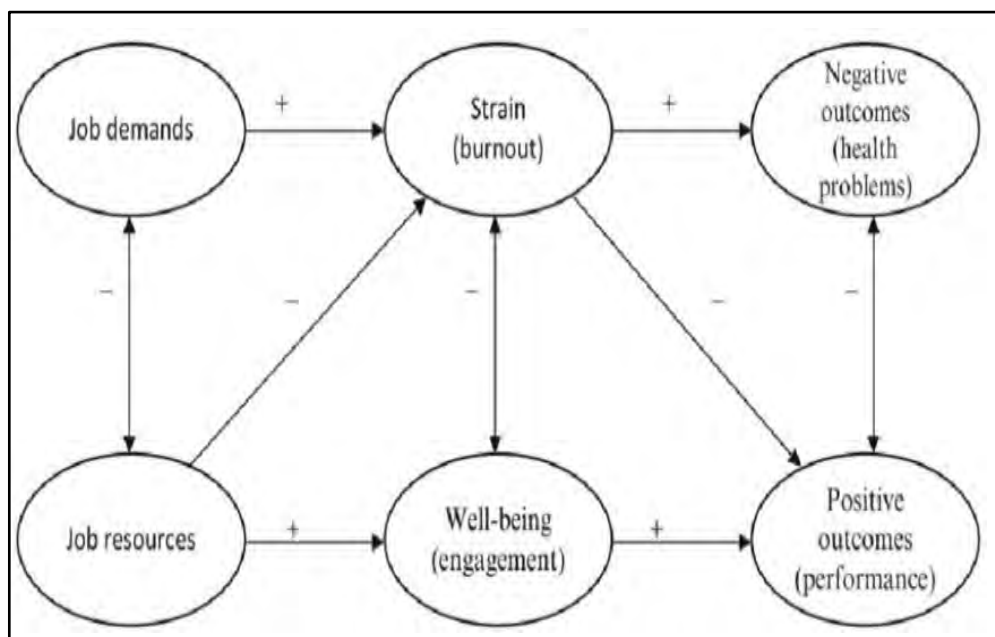 Job demands
+
Strain
(burnout)
+
Negative
outcomes
(health
problems)
−
−
−
−
−
Job resources
+
Well-being
(engagement)
+
Positive
outcomes
(performance)